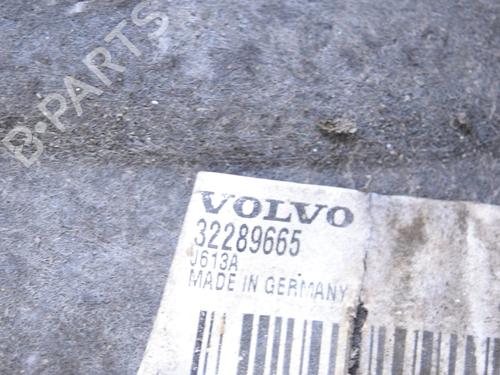 B-PARTS
VOLVO
32289665
J613A
MADE IN GERMANY